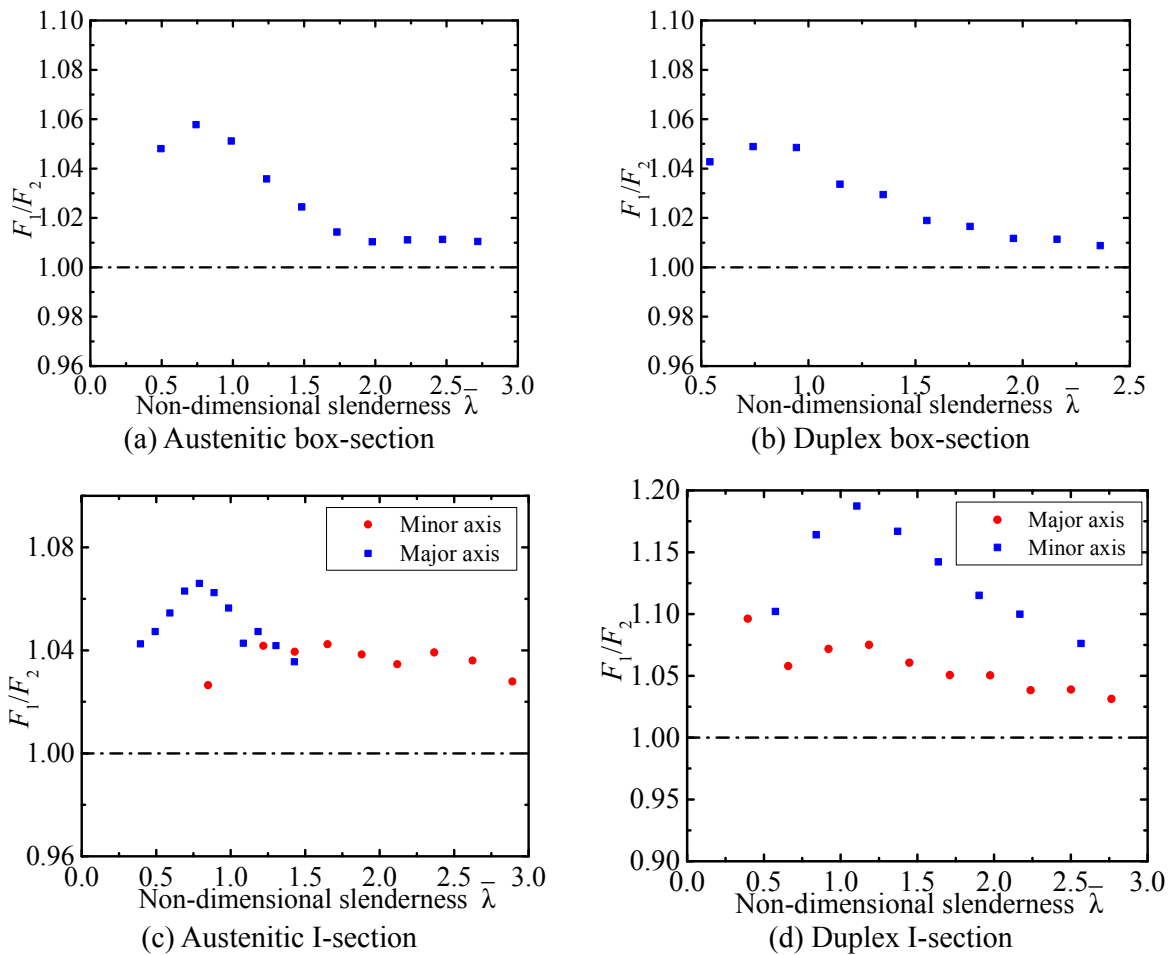 1.10
1.08
1.06
1.04
1.02
1.00
0.98
0.96
F1/F2
0.0 0.5 1.0 1.5 2.0 2.5 3.0
Non-dimensional slenderness λ̄
(a) Austenitic box-section
1.10
1.08
1.06
1.04
1.02
1.00
0.98
0.96
F1/F2
0.5 1.0 1.5 2.0 2.5
Non-dimensional slenderness λ̄
(b) Duplex box-section
Minor axis
Major axis
1.08
1.04
1.00
0.96
F1/F2
0.0 0.5 1.0 1.5 2.0 2.5 3.0
Non-dimensional slenderness λ̄
(c) Austenitic I-section
Major axis
Minor axis
1.20
1.15
1.10
1.05
1.00
0.95
0.90
F1/F2
0.0 0.5 1.0 1.5 2.0 2.5 3.0
Non-dimensional slenderness λ̄
(d) Duplex I-section